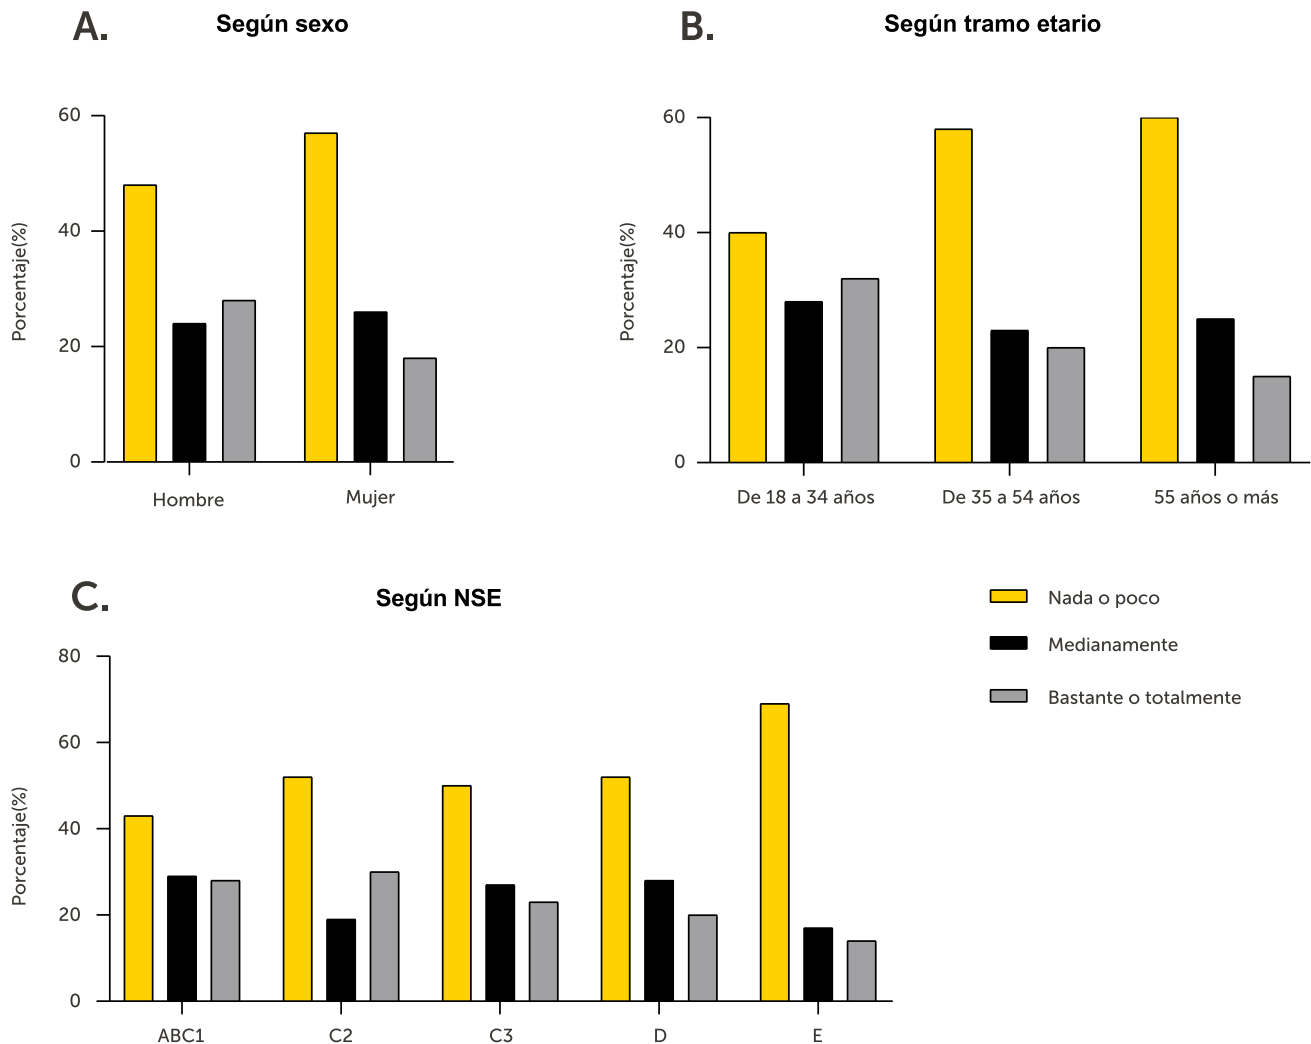 A.
Según sexo
Porcentaje(%)
60
40
20
0
Hombre
Mujer
B.
Según tramo etario
Porcentaje(%)
60
40
20
0
De 18 a 34 años
De 35 a 54 años
55 años o más
C.
Según NSE
Porcentaje(%)
80
60
40
20
0
ABC1
C2
C3
D
E
Nada o poco
Medianamente
Bastante o totalmente